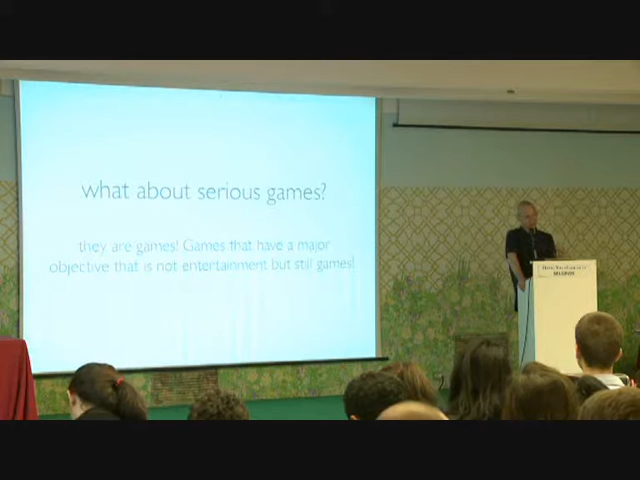 what about serious games?
they are games! Games that have a major
objective that is not entertainment but still games!